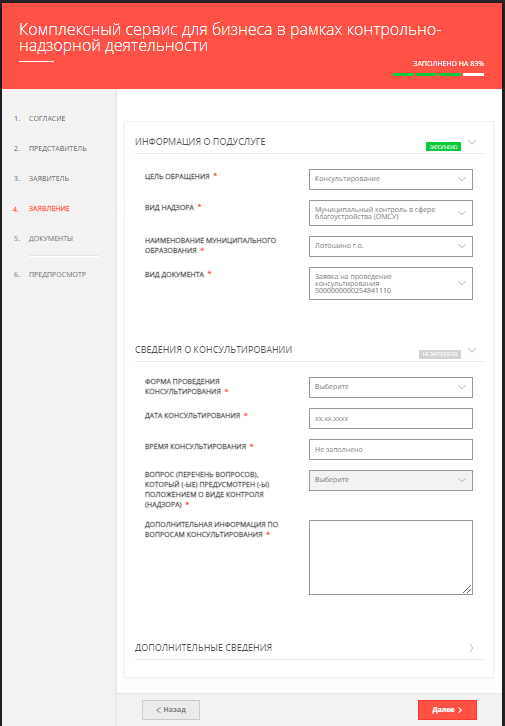 Комплексный сервис для бизнеса в рамках контрольно-
надзорной деятельности
ЗАПОЛНЕНО НА 83%
1. СОГЛАСИЕ
2. ПРЕДСТАВИТЕЛЬ
3. ЗАЯВИТЕЛЬ
4. ЗАЯВЛЕНИЕ
5. ДОКУМЕНТЫ
6. ПРЕДПРОСМОТР
ИНФОРМАЦИЯ О ПОДУСЛУГЕ
ЗАПОЛНЕНО
ЦЕЛЬ ОБРАЩЕНИЯ *
Консультирование
ВИД НАДЗОРА *
Муниципальный контроль в сфере
благоустройства (ОМСУ)
НАИМЕНОВАНИЕ МУНИЦИПАЛЬНОГО
ОБРАЗОВАНИЯ *
Лотошино г.о.
ВИД ДОКУМЕНТА *
Заявка на проведение
консультирования
5000000000254841110
СВЕДЕНИЯ О КОНСУЛЬТИРОВАНИИ
НЕ ЗАПОЛНЕНО
ФОРМА ПРОВЕДЕНИЯ
КОНСУЛЬТИРОВАНИЯ *
Выберите
ДАТА КОНСУЛЬТИРОВАНИЯ *
xx.xx.xxxx
ВРЕМЯ КОНСУЛЬТИРОВАНИЯ *
Не заполнено
ВОПРОС (ПЕРЕЧЕНЬ ВОПРОСОВ),
КОТОРЫЙ (-ЫЕ) ПРЕДУСМОТРЕН (-Ы)
ПОЛОЖЕНИЕМ О ВИДЕ КОНТРОЛЯ
(НАДЗОРА) *
Выберите
ДОПОЛНИТЕЛЬНАЯ ИНФОРМАЦИЯ ПО
ВОПРОСАМ КОНСУЛЬТИРОВАНИЯ *
ДОПОЛНИТЕЛЬНЫЕ СВЕДЕНИЯ
Назад
Далее